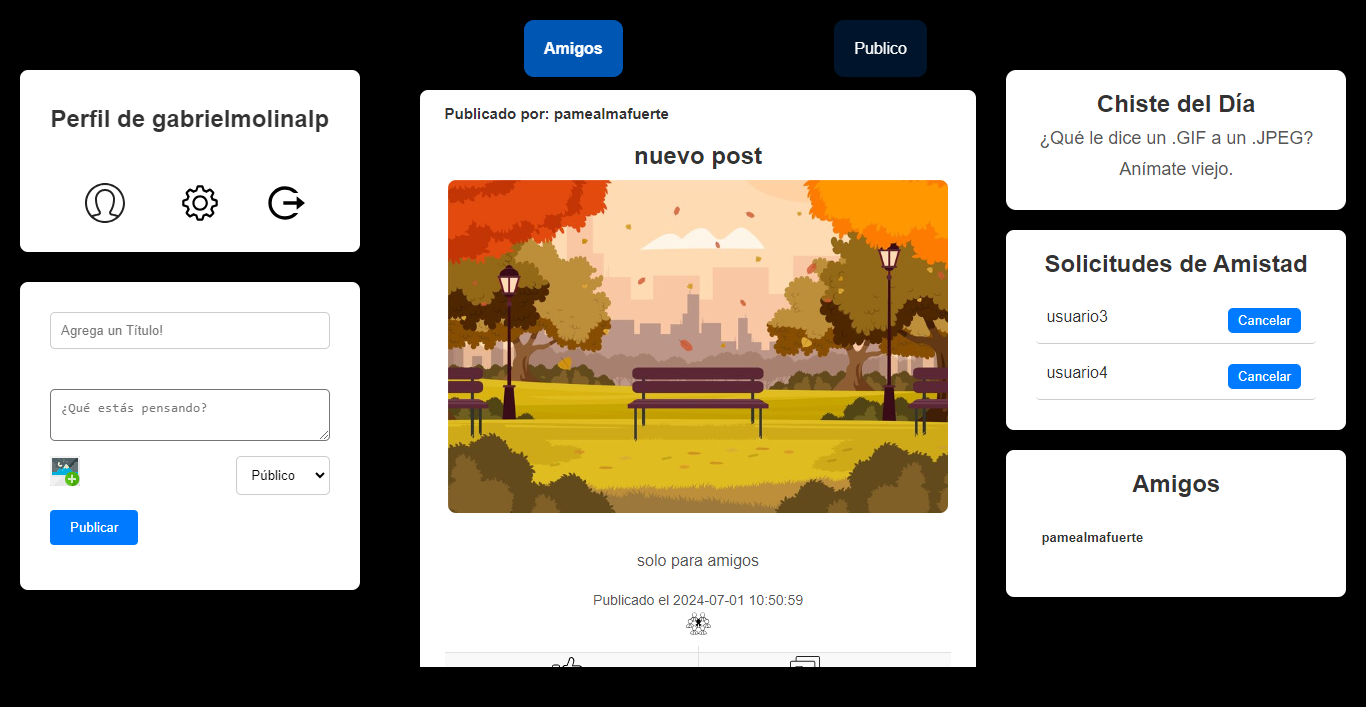 Amigos
Publico
Perfil de gabrielmolinalp
Agrega un Título!
¿Qué estás pensando?
Público
Publicar
Publicado por: pamealmafuerte
nuevo post
solo para amigos
Publicado el 2024-07-01 10:50:59
Chiste del Día
¿Qué le dice un .GIF a un .JPEG?
Anímate viejo.
Solicitudes de Amistad
usuario3
Cancelar
usuario4
Cancelar
Amigos
pamealmafuerte